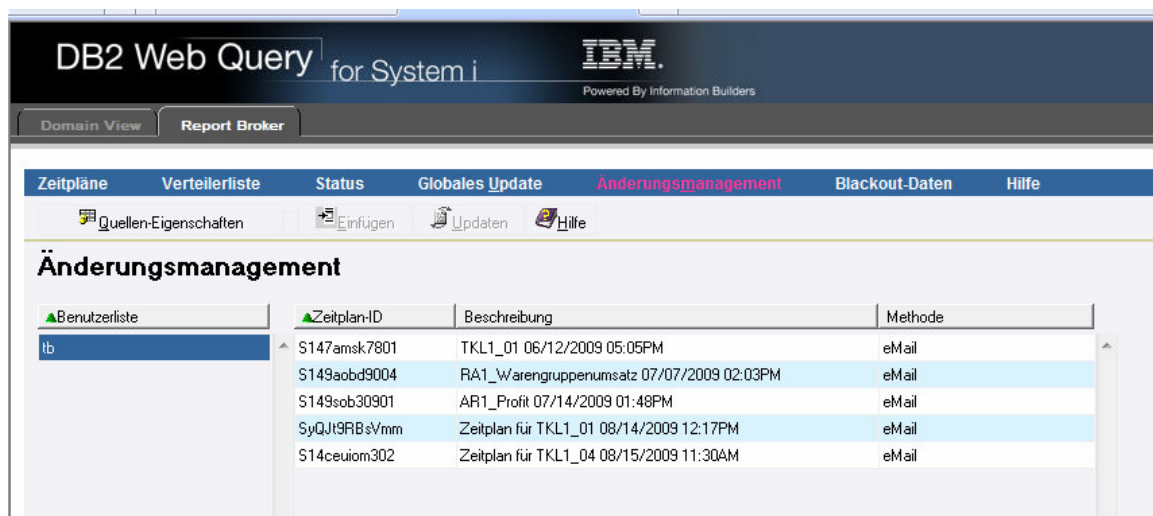 DB2 Web Query for System i
IBM.
Powered By Information Builders
Domain View Report Broker
Zeitpläne Verteilerliste Status Globales Update Änderungsmanagement Blackout-Daten Hilfe
Quellen-Eigenschaften Einfügen Updaten Hilfe
Änderungsmanagement
Benutzerliste Zeitplan-ID Beschreibung Methode
tb S147amsk7801 TKL1_01 06/12/2009 05:05PM eMail
S149aobd9004 RA1_Warengruppenumsatz 07/07/2009 02:03PM eMail
S149sob30901 AR1_Profit 07/14/2009 01:48PM eMail
SyQJt9RBsVmm Zeitplan für TKL1_01 08/14/2009 12:17PM eMail
S14ceuiom302 Zeitplan für TKL1_04 08/15/2009 11:30AM eMail